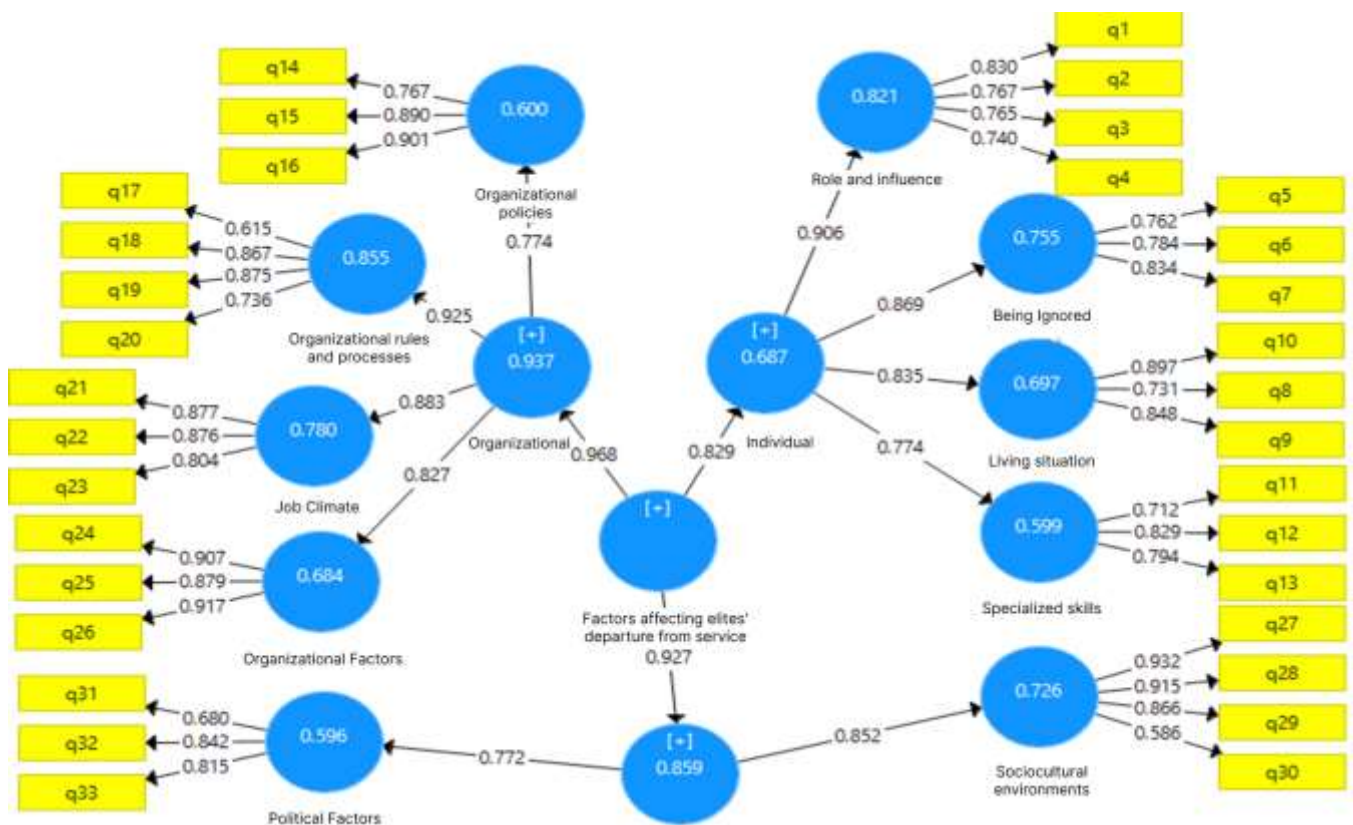 q14
q15
q16
0.767
0.890
0.901
0.600
Organizational
policies
0.774
q17
q18
q19
q20
0.615
0.867
0.875
0.736
0.855
Organizational rules
and processes
0.925
[+]
0.937
Organizational
q21
q22
q23
0.877
0.876
0.804
0.780
Job Climate
0.883
q24
q25
q26
0.907
0.879
0.917
0.684
Organizational Factors
0.827
q31
q32
q33
0.680
0.842
0.815
0.596
Political Factors
0.772
0.968
0.829
[+]
Factors affecting elites'
departure from service
0.927
[+]
0.859
0.852
[+]
0.687
Individual
0.906
0.821
Role and influence
0.830
0.767
0.765
0.740
q1
q2
q3
q4
0.869
0.755
Being Ignored
0.762
0.784
0.834
q5
q6
q7
0.835
0.697
Living situation
0.897
0.731
0.848
q10
q8
q9
0.774
0.599
Specialized skills
0.712
0.829
0.794
q11
q12
q13
0.726
Sociocultural
environments
0.932
0.915
0.866
0.586
q27
q28
q29
q30